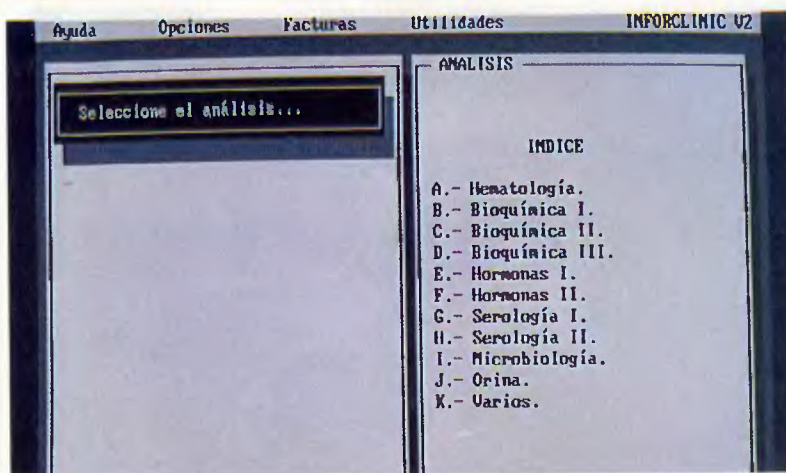 Ayuda Opciones Facturas Utilidades INFORCLINIC V2
Seleccione el análisis...
ANALISIS
INDICE
A.- Hematología.
B.- Bioquímica I.
C.- Bioquímica II.
D.- Bioquímica III.
E.- Hormonas I.
F.- Hormonas II.
G.- Serología I.
H.- Serología II.
I.- Microbiología.
J.- Orina.
K.- Varios.